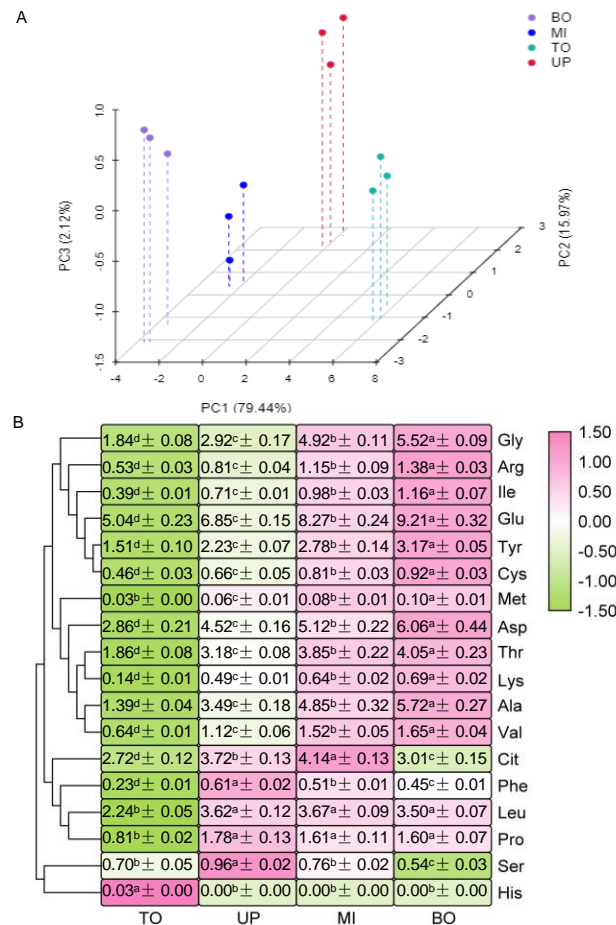 A
BO
MI
TO
UP
1.0
0.5
0.0
-0.5
-1.0
-1.5
PC3 (2.12%)
3
2
1
0
-1
-2
-3
PC2 (15.97%)
-4 -2 0 2 4 6 8
PC1 (79.44%)
B
1.84d± 0.08 2.92c± 0.17 4.92b± 0.11 5.52a± 0.09 Gly
0.53d± 0.03 0.81c± 0.04 1.15b± 0.09 1.38a± 0.03 Arg
0.39d± 0.01 0.71c± 0.01 0.98b± 0.03 1.16a± 0.07 Ile
5.04d± 0.23 6.85c± 0.15 8.27b± 0.24 9.21a± 0.32 Glu
1.51d± 0.10 2.23c± 0.07 2.78b± 0.14 3.17a± 0.05 Tyr
0.46d± 0.03 0.66c± 0.05 0.81b± 0.03 0.92a± 0.03 Cys
0.03b± 0.00 0.06c± 0.01 0.08b± 0.01 0.10a± 0.01 Met
2.86d± 0.21 4.52c± 0.16 5.12b± 0.22 6.06a± 0.44 Asp
1.86d± 0.08 3.18c± 0.08 3.85b± 0.22 4.05a± 0.23 Thr
0.14d± 0.01 0.49c± 0.01 0.64b± 0.02 0.69a± 0.02 Lys
1.39d± 0.04 3.49c± 0.18 4.85b± 0.32 5.72a± 0.27 Ala
0.64d± 0.01 1.12c± 0.06 1.52b± 0.05 1.65a± 0.04 Val
2.72d± 0.12 3.72b± 0.13 4.14a± 0.13 3.01c± 0.15 Cit
0.23d± 0.01 0.61a± 0.02 0.51b± 0.01 0.45c± 0.01 Phe
2.24b± 0.05 3.62a± 0.12 3.67a± 0.09 3.50a± 0.07 Leu
0.81b± 0.02 1.78a± 0.13 1.61a± 0.11 1.60a± 0.07 Pro
0.70b± 0.05 0.96a± 0.02 0.76b± 0.02 0.54c± 0.03 Ser
0.03a± 0.00 0.00b± 0.00 0.00b± 0.00 0.00b± 0.00 His
TO UP MI BO
1.50
1.00
0.50
0.00
-0.50
-1.00
-1.50